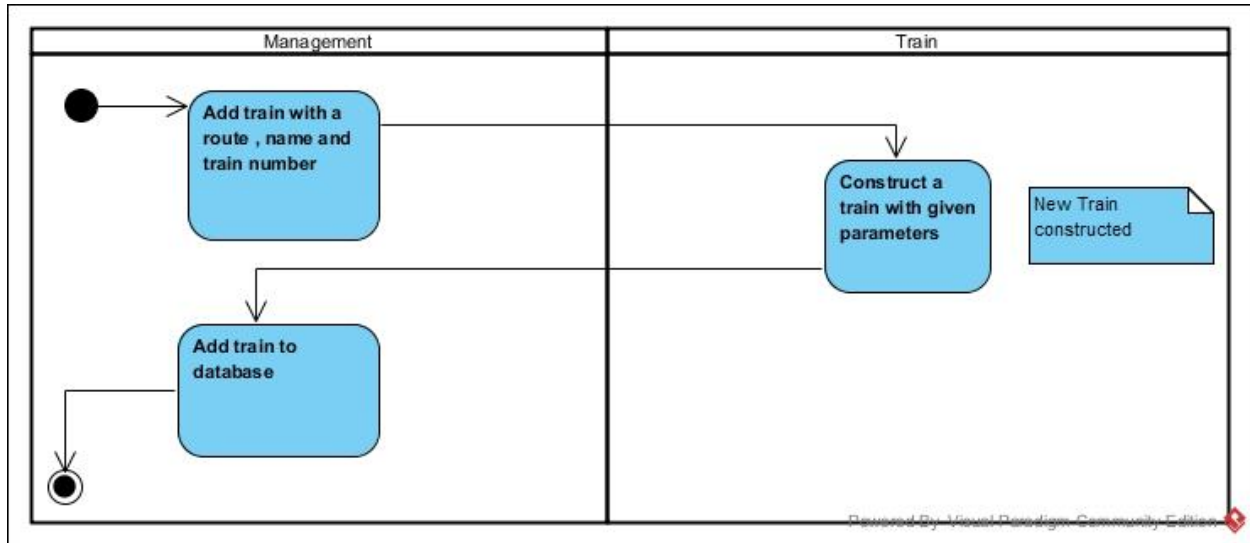 Management
Train
Add train with a
route , name and
train number
Construct a
train with given
parameters
New Train
constructed
Add train to
database
Powered By Visual Paradigm Community Edition